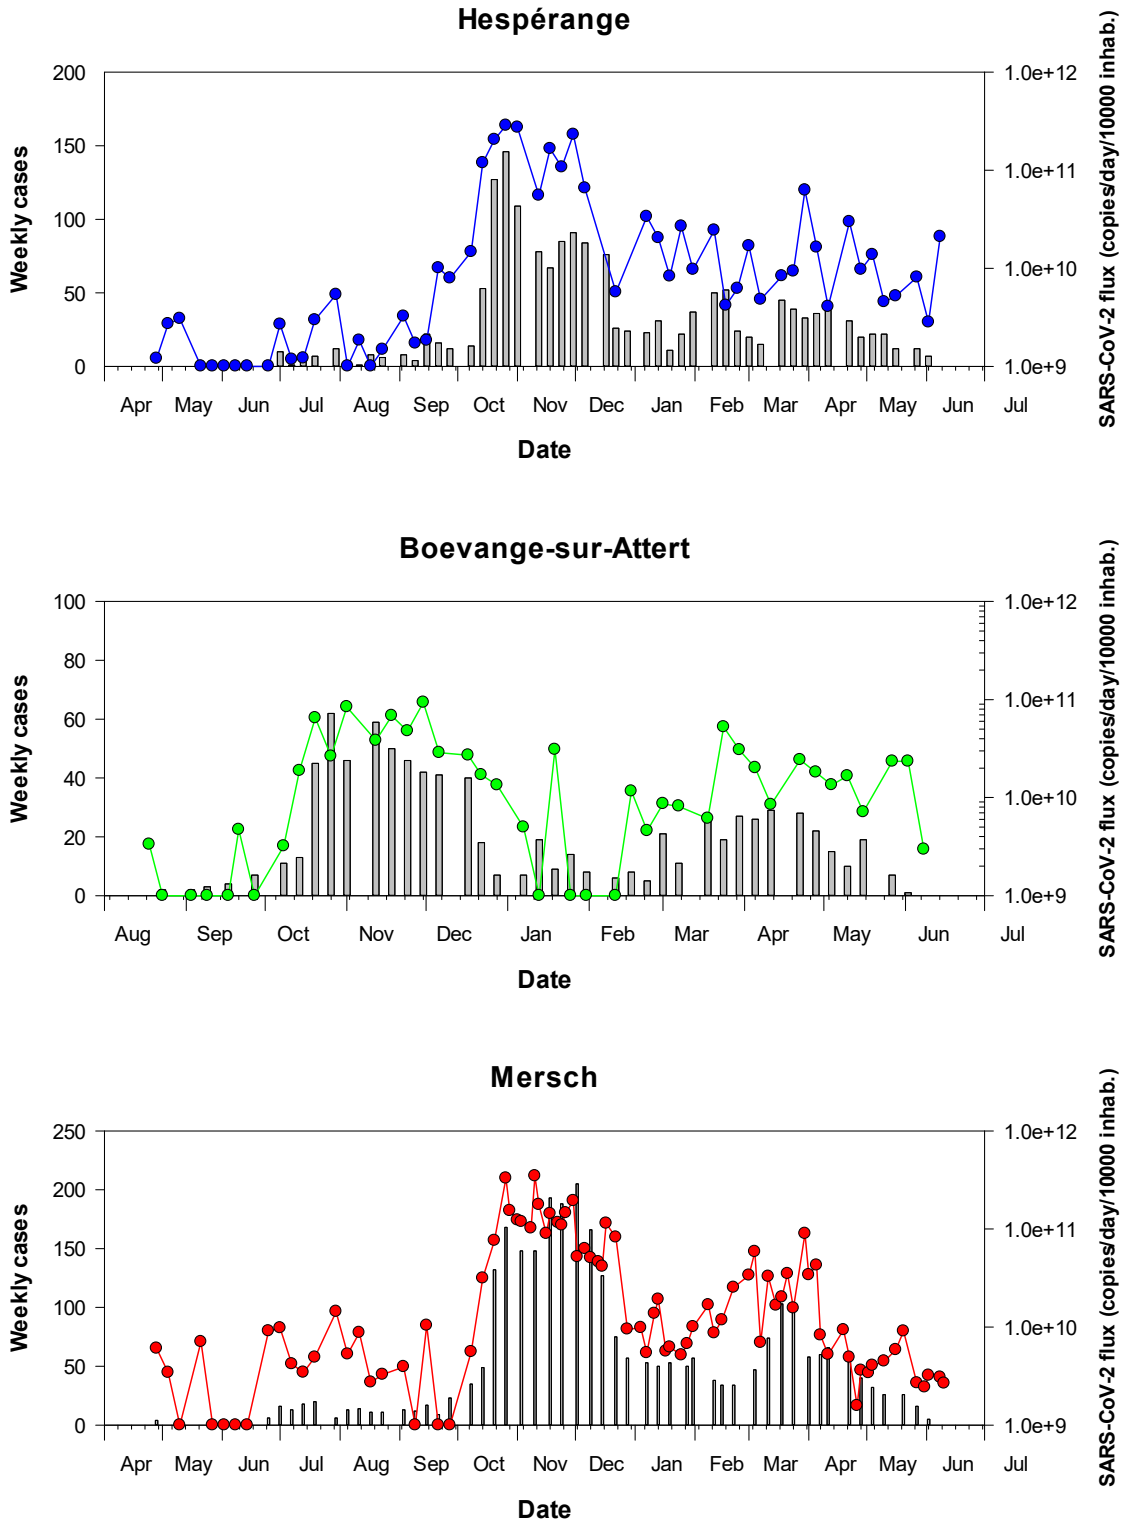 Hespérange
200
150
100
50
0
Weekly cases
1.0e+12
1.0e+11
1.0e+10
1.0e+9
SARS-CoV-2 flux (copies/day/10000 inhab.)
Apr May Jun Jul Aug Sep Oct Nov Dec Jan Feb Mar Apr May Jun Jul
Date
Boevange-sur-Attert
100
80
60
40
20
0
Weekly cases
1.0e+12
1.0e+11
1.0e+10
1.0e+9
SARS-CoV-2 flux (copies/day/10000 inhab.)
Aug Sep Oct Nov Dec Jan Feb Mar Apr May Jun Jul
Date
Mersch
250
200
150
100
50
0
Weekly cases
1.0e+12
1.0e+11
1.0e+10
1.0e+9
SARS-CoV-2 flux (copies/day/10000 inhab.)
Apr May Jun Jul Aug Sep Oct Nov Dec Jan Feb Mar Apr May Jun Jul
Date